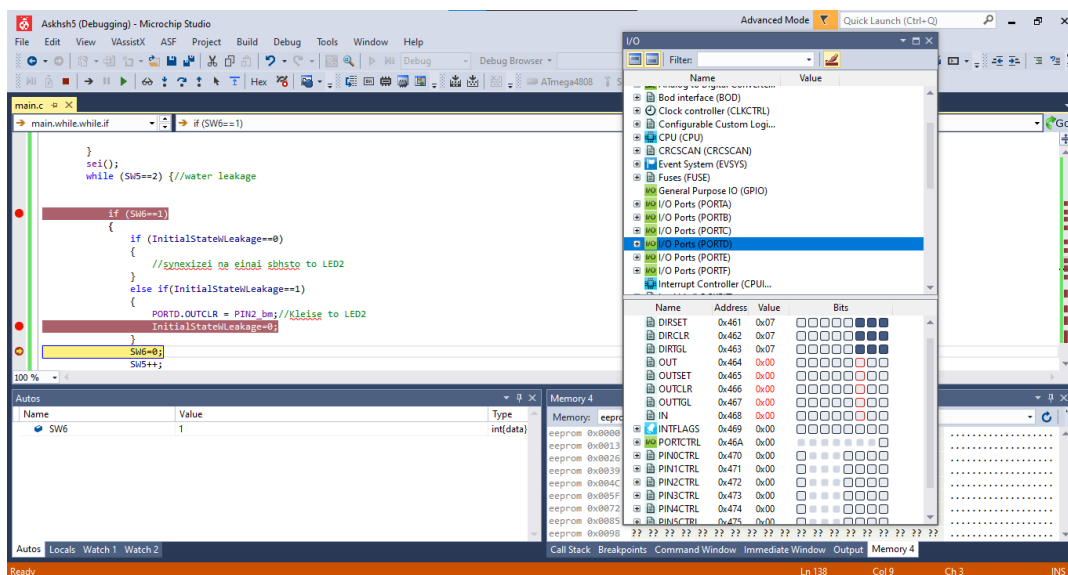 Askhsh5 (Debugging) - Microchip Studio
Advanced Mode
Quick Launch (Ctrl+Q)
File Edit View VAssistX ASF Project Build Debug Tools Window Help
Debug
Debug Browser
Hex
ATmega4808
main.c
main.while.while.if
if (SW6==1)
Go
}
sei();
while (SW5==2) {//water leakage
if (SW6==1)
{
if (InitialStateWLeakage==0)
{
//synexizei na einai sbhsto to LED2
}
else if(InitialStateWLeakage==1)
{
PORTD.OUTCLR = PIN2_bm;//Kleise to LED2
InitialStateWLeakage=0;
}
SW6=0;
SW5++;
100 %
I/O
Filter:
Name Value
Analog to Digital Converte...
Bod interface (BOD)
Clock controller (CLKCTRL)
Configurable Custom Logi...
CPU (CPU)
CRCSCAN (CRCSCAN)
Event System (EVSYS)
Fuses (FUSE)
General Purpose IO (GPIO)
I/O Ports (PORTA)
I/O Ports (PORTB)
I/O Ports (PORTC)
I/O Ports (PORTD)
I/O Ports (PORTE)
I/O Ports (PORTF)
Interrupt Controller (CPUI...
Name Address Value Bits
DIRSET 0x461 0x07
DIRCLR 0x462 0x07
DIRTGL 0x463 0x07
OUT 0x464 0x00
OUTSET 0x465 0x00
OUTCLR 0x466 0x00
OUTTGL 0x467 0x00
IN 0x468 0x00
INTFLAGS 0x469 0x00
PORTCTRL 0x46A 0x00
PIN0CTRL 0x470 0x00
PIN1CTRL 0x471 0x00
PIN2CTRL 0x472 0x00
PIN3CTRL 0x473 0x00
PIN4CTRL 0x474 0x00
PIN5CTRL 0x475 0x00
Autos
Name Value Type
SW6 1 int{data}
Autos Locals Watch 1 Watch 2
Memory 4
Memory: eepro
eeprom 0x0000
eeprom 0x0013
eeprom 0x0026
eeprom 0x0039
eeprom 0x004C
eeprom 0x005F
eeprom 0x0072
eeprom 0x0085
eeprom 0x0098 ?? ?? ?? ?? ?? ?? ?? ?? ?? ?? ?? ?? ?? ?? ?? ?? ?? ?? ?? ...................
Call Stack Breakpoints Command Window Immediate Window Output Memory 4
Ready
Ln 138 Col 9 Ch 3 INS